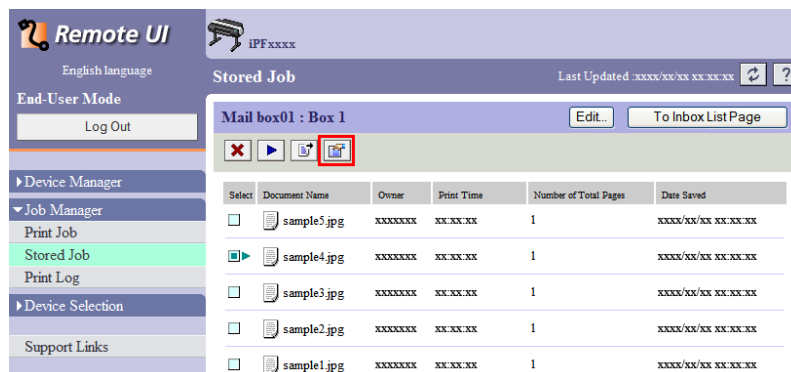 Remote UI
iPFxxxx
English language
Stored Job
Last Updated :xxxx/xx/xx xx:xx:xx
?
End-User Mode
Log Out
Mail box01 : Box 1
Edit...
To Inbox List Page
Device Manager
Job Manager
Print Job
Stored Job
Print Log
Device Selection
Support Links
Select Document Name Owner Print Time Number of Total Pages Date Saved
sample5.jpg xxxxxxx xx:xx:xx 1 xxxx/xx/xx xx:xx:xx
sample4.jpg xxxxxxx xx:xx:xx 1 xxxx/xx/xx xx:xx:xx
sample3.jpg xxxxxxx xx:xx:xx 1 xxxx/xx/xx xx:xx:xx
sample2.jpg xxxxxxx xx:xx:xx 1 xxxx/xx/xx xx:xx:xx
sample1.jpg xxxxxxx xx:xx:xx 1 xxxx/xx/xx xx:xx:xx